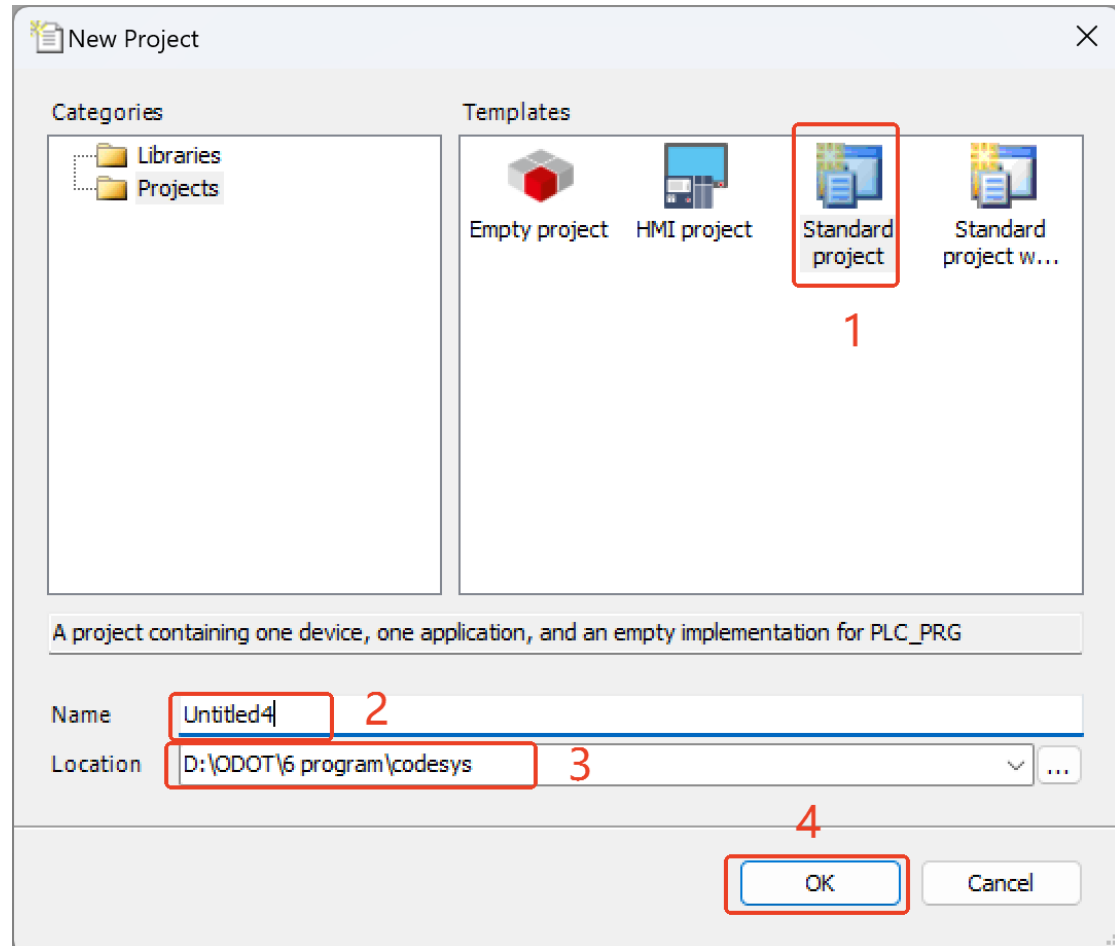 New Project
Categories
Templates
Libraries
Projects
Empty project
HMI project
Standard
project
Standard
project w...
1
A project containing one device, one application, and an empty implementation for PLC_PRG
Name
Untitled4
2
Location
D:\ODOT\6 program\codesys
3
...
4
OK
Cancel